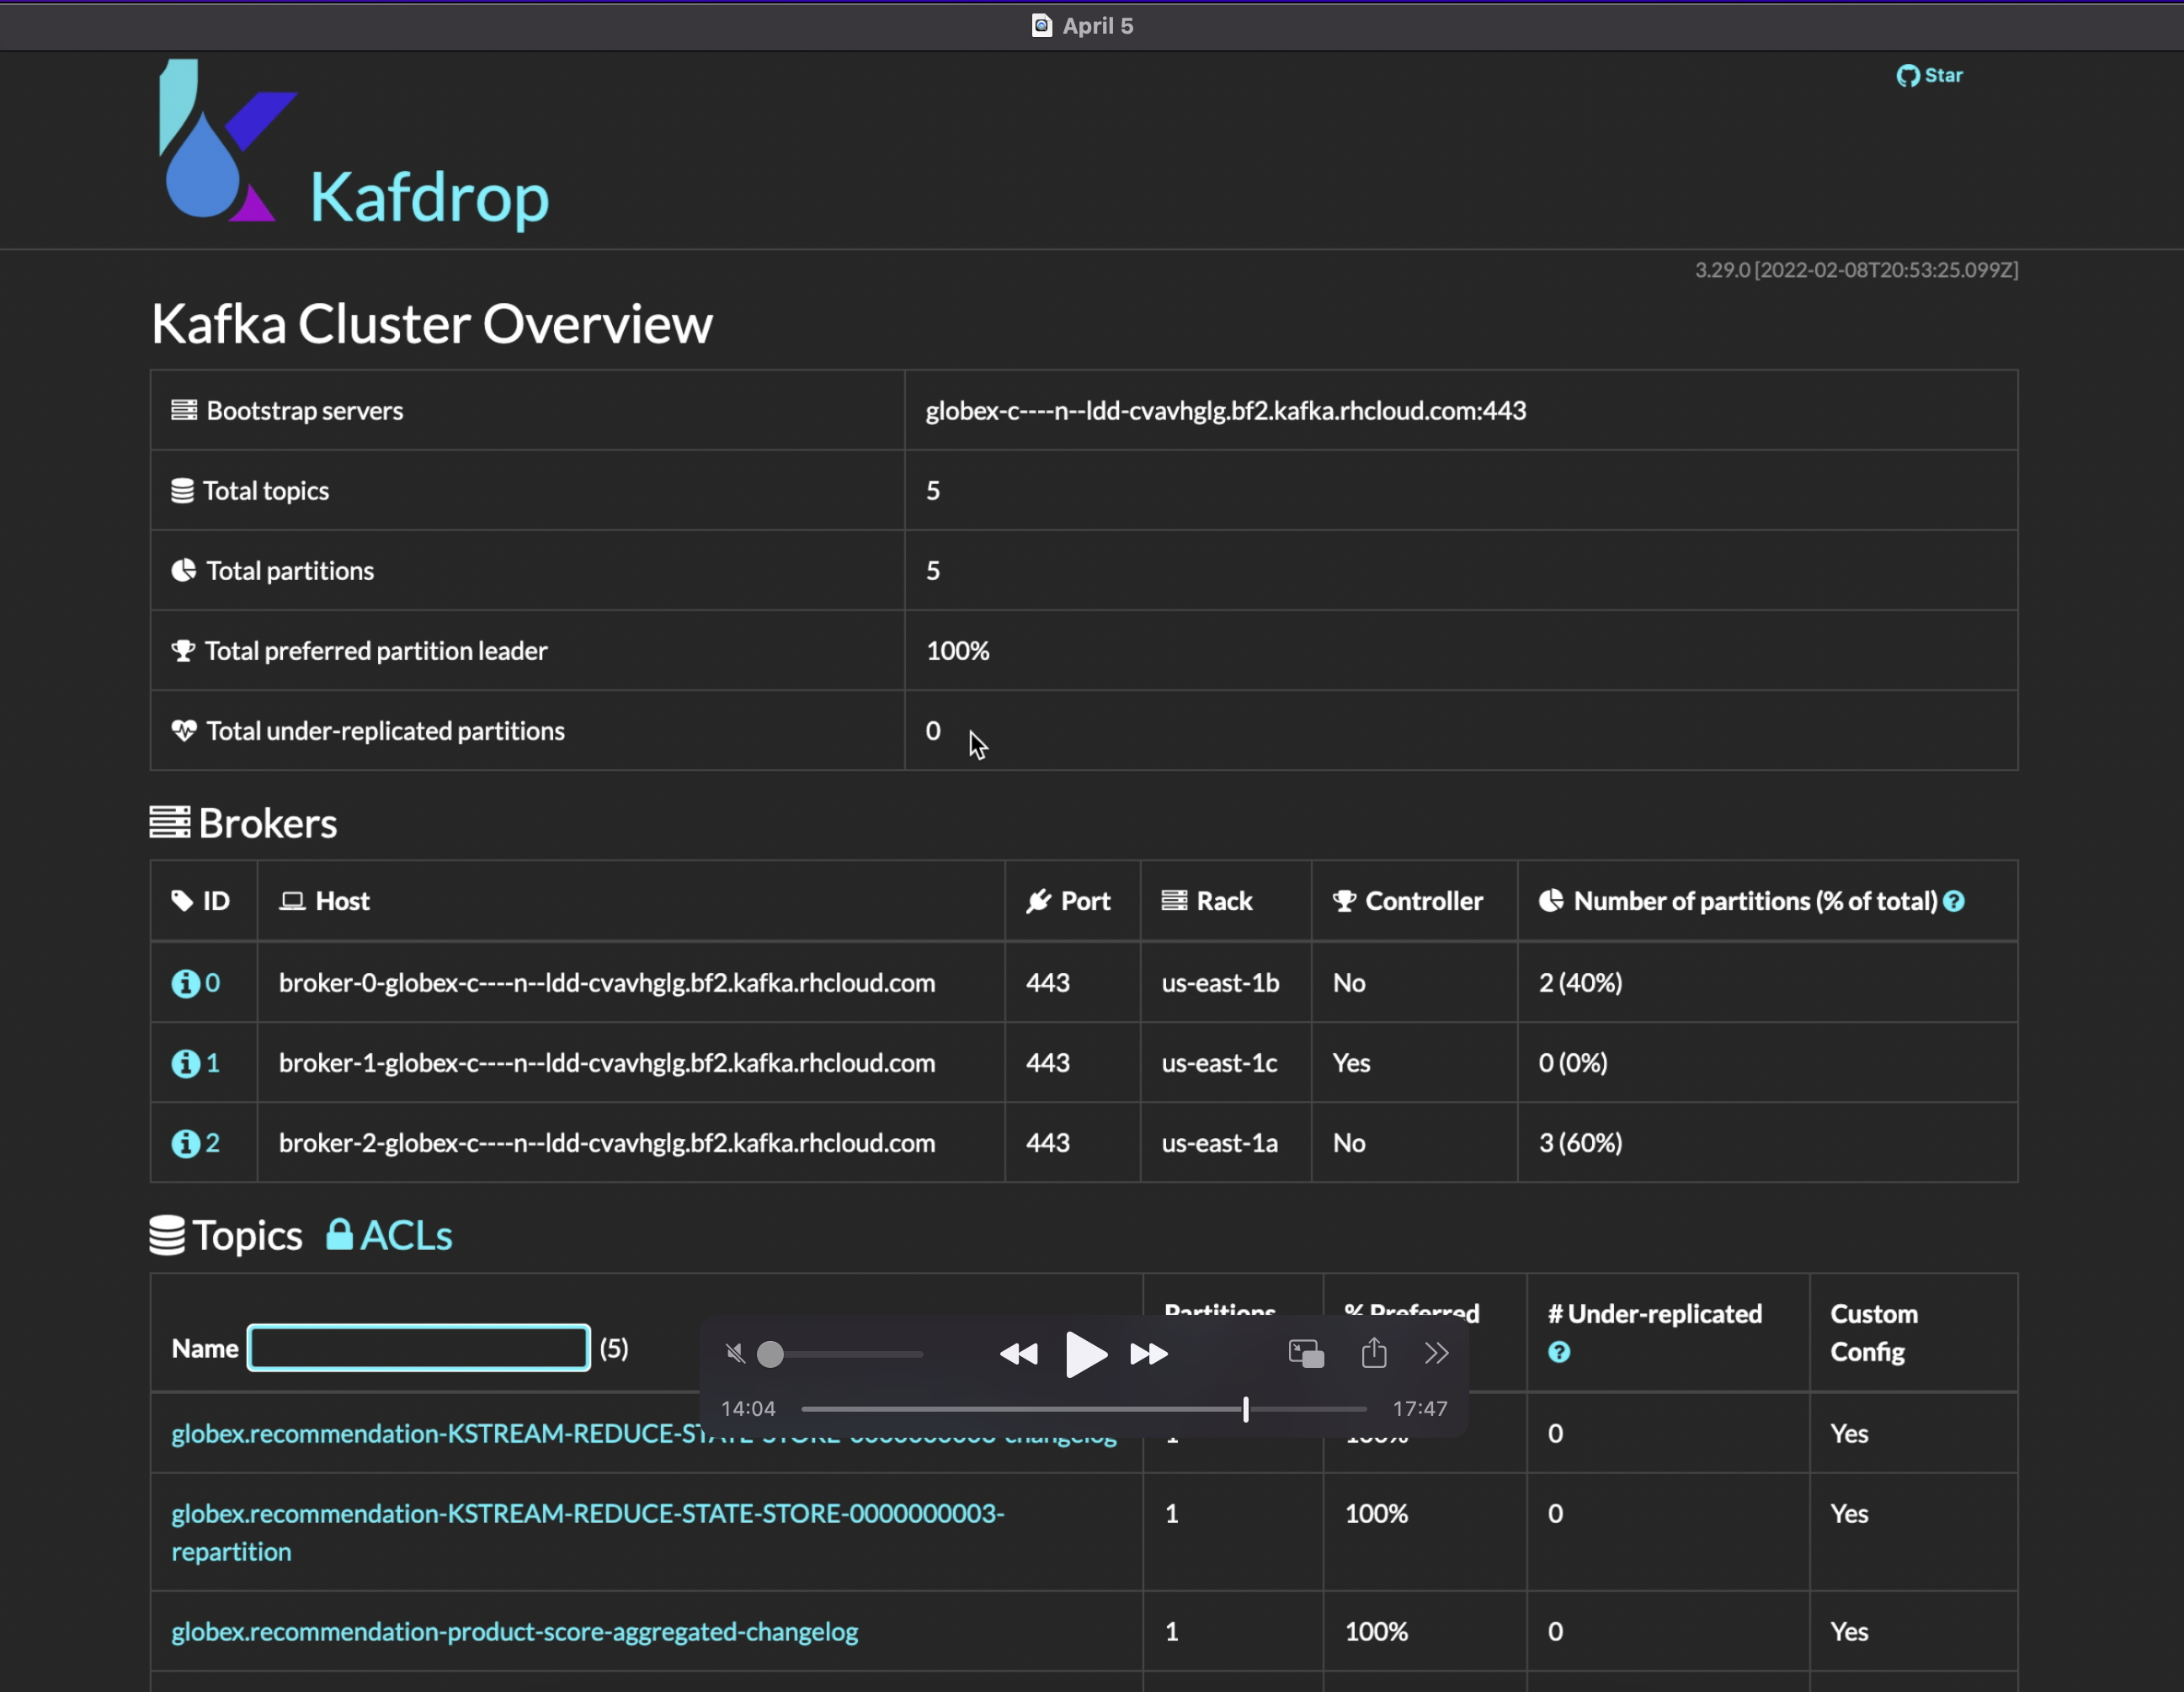 April 5
Star
Kafdrop
3.29.0 [2022-02-08T20:53:25.099Z]
Kafka Cluster Overview
Bootstrap servers globex-c----n--ldd-cvavhglg.bf2.kafka.rhcloud.com:443
Total topics 5
Total partitions 5
Total preferred partition leader 100%
Total under-replicated partitions 0
Brokers
ID Host Port Rack Controller Number of partitions (% of total)
0 broker-0-globex-c----n--ldd-cvavhglg.bf2.kafka.rhcloud.com 443 us-east-1b No 2 (40%)
1 broker-1-globex-c----n--ldd-cvavhglg.bf2.kafka.rhcloud.com 443 us-east-1c Yes 0 (0%)
2 broker-2-globex-c----n--ldd-cvavhglg.bf2.kafka.rhcloud.com 443 us-east-1a No 3 (60%)
Topics ACLs
Name (5) Partitions % Preferred # Under-replicated Custom Config
14:04 17:47
globex.recommendation-KSTREAM-REDUCE-STATE-STORE- changelog 1 100% 0 Yes
globex.recommendation-KSTREAM-REDUCE-STATE-STORE-0000000003-
repartition 1 100% 0 Yes
globex.recommendation-product-score-aggregated-changelog 1 100% 0 Yes